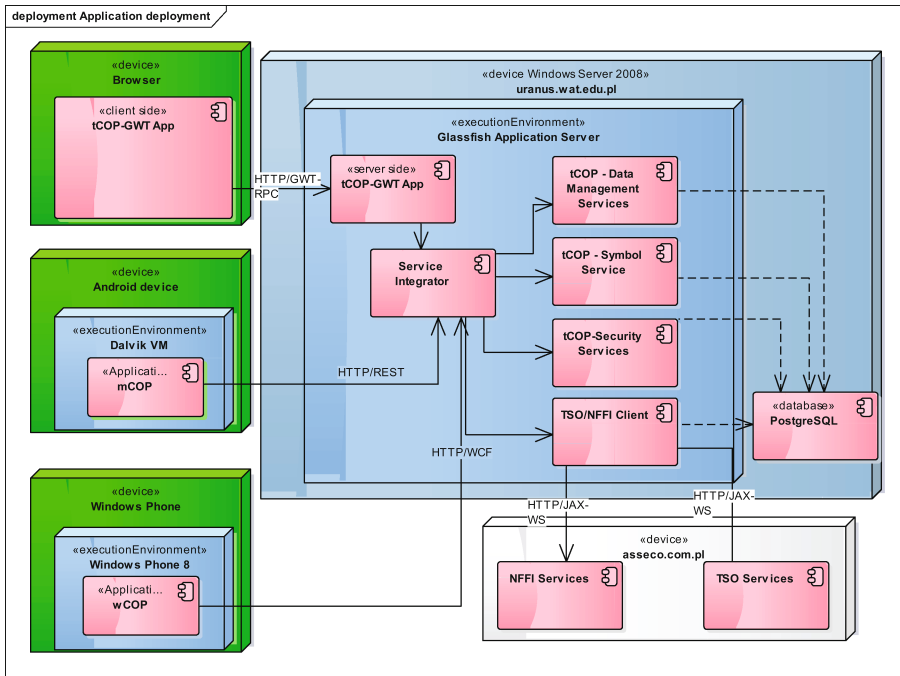 deployment Application deployment
«device»
Browser
«client side»
tCOP-GWT App
HTTP/GWT-
RPC
«device Windows Server 2008»
uranus.wat.edu.pl
«executionEnvironment»
Glassfish Application Server
«server side»
tCOP-GWT App
Service
Integrator
tCOP - Data
Management
Services
tCOP - Symbol
Service
tCOP-Security
Services
TSO/NFFI Client
«database»
PostgreSQL
«device»
Android device
«executionEnvironment»
Dalvik VM
«Applicati...
mCOP
HTTP/REST
HTTP/WCF
«device»
Windows Phone
«executionEnvironment»
Windows Phone 8
«Applicati...
wCOP
HTTP/JAX-
WS
HTTP/JAX-
WS
«device»
asseco.com.pl
NFFI Services
TSO Services